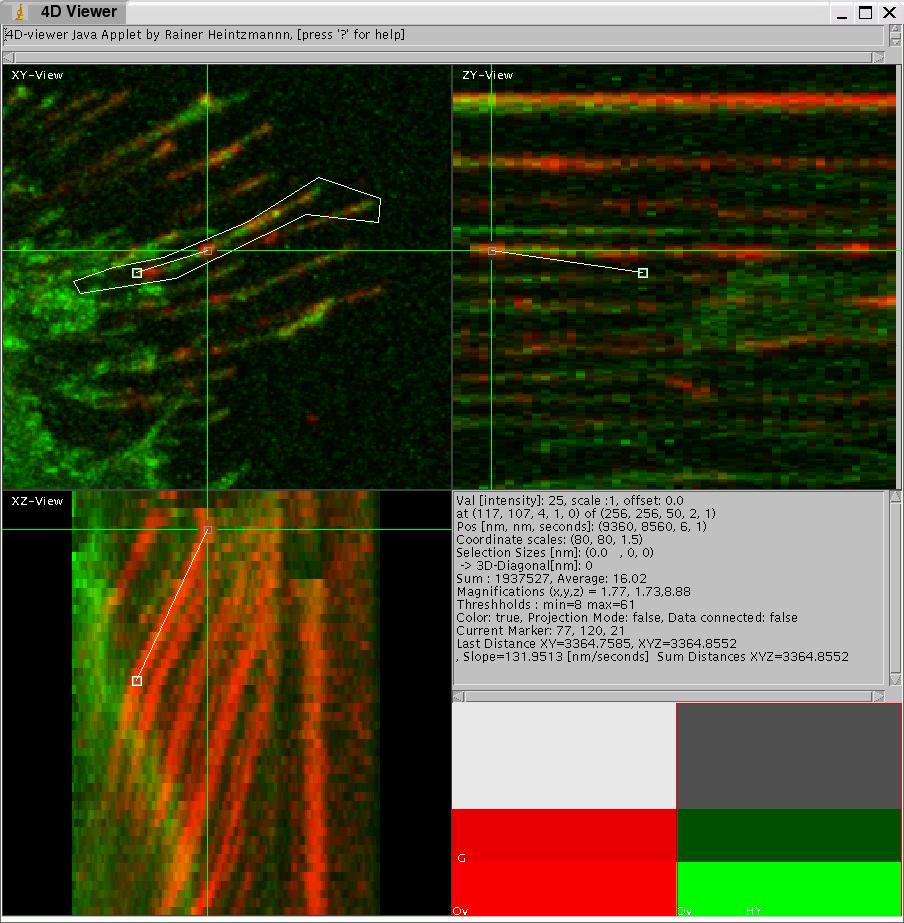 4D Viewer
4D-viewer Java Applet by Rainer Heintzmannn, [press '?' for help]
XY-View
ZY-View
XZ-View
Val [intensity]: 25, scale :1, offset: 0.0
at (117, 107, 4, 1, 0) of (256, 256, 50, 2, 1)
Pos [nm, nm, seconds]: (9360, 8560, 6, 1)
Coordinate scales: (80, 80, 1.5)
Selection Sizes [nm]: (0.0 , 0, 0)
-> 3D-Diagonal[nm]: 0
Sum : 1937527, Average: 16.02
Magnifications (x,y,z) = 1.77, 1.73,8.88
Threshholds : min=8 max=61
Color: true, Projection Mode: false, Data connected: false
Current Marker: 77, 120, 21
Last Distance XY=3364.7585, XYZ=3364.8552
, Slope=131.9513 [nm/seconds] Sum Distances XYZ=3364.8552
G
Ov
Ov HY